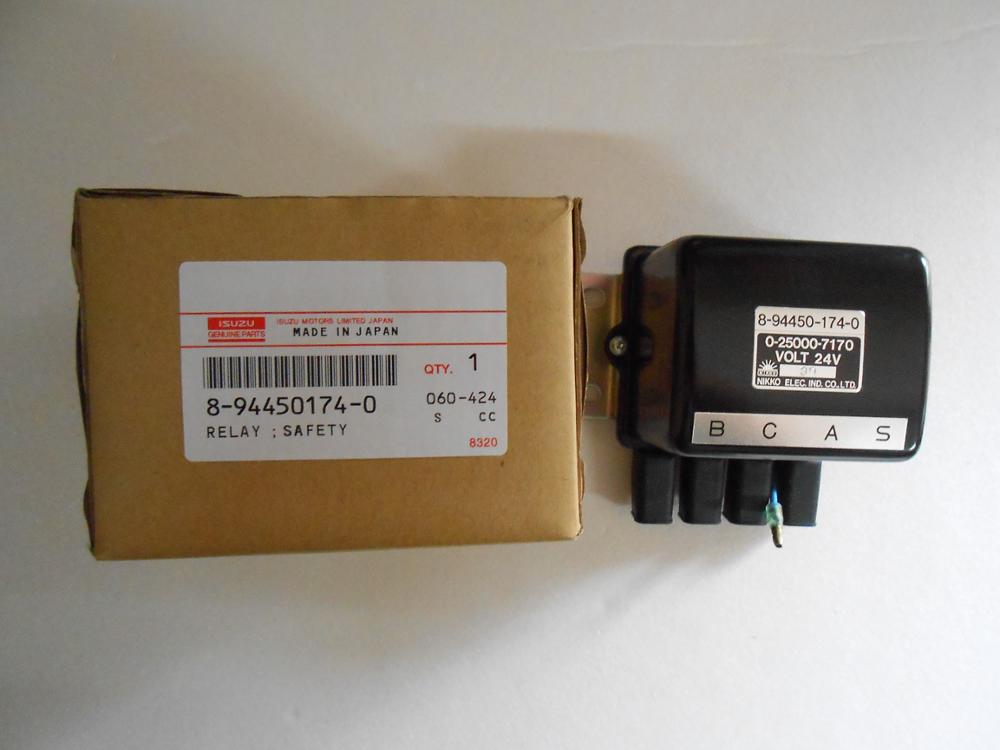 ISUZU
GENUINE PARTS
ISUZU MOTORS LIMITED JAPAN
MADE IN JAPAN
QTY. 1
8-94450174-0
060-424
RELAY ; SAFETY
S CC
8320
8-94450-174-0
0-25000-7170
VOLT 24V
NIKKO
NIKKO ELEC. IND. CO.,LTD.
B C A S